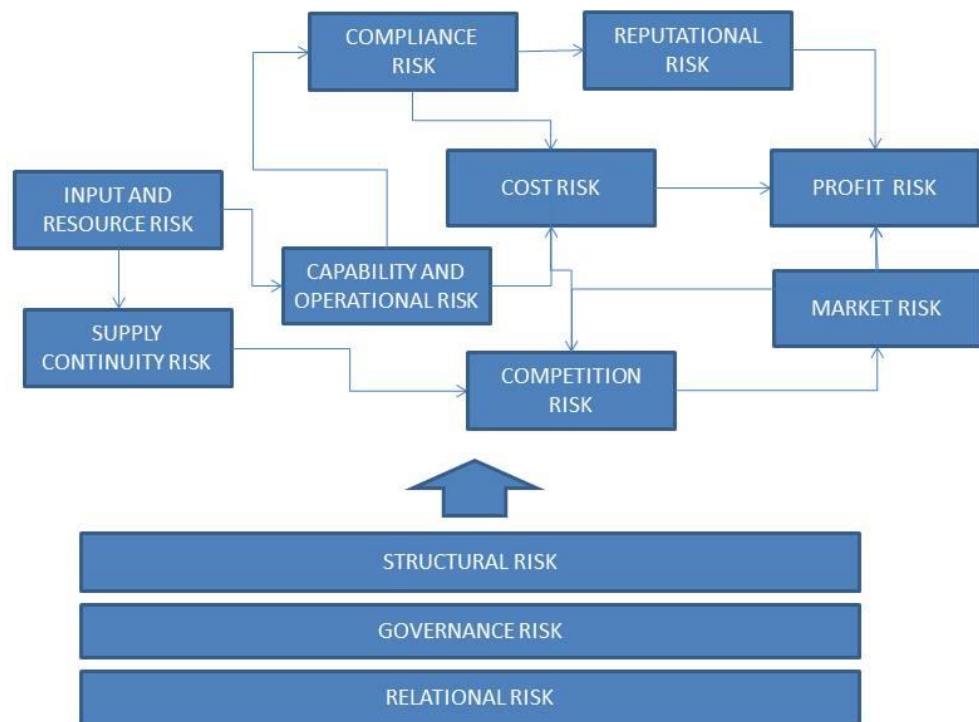 COMPLIANCE
RISK
REPUTATIONAL
RISK
COST RISK
PROFIT RISK
INPUT AND
RESOURCE RISK
CAPABILITY AND
OPERATIONAL RISK
MARKET RISK
SUPPLY
CONTINUITY RISK
COMPETITION
RISK
STRUCTURAL RISK
GOVERNANCE RISK
RELATIONAL RISK